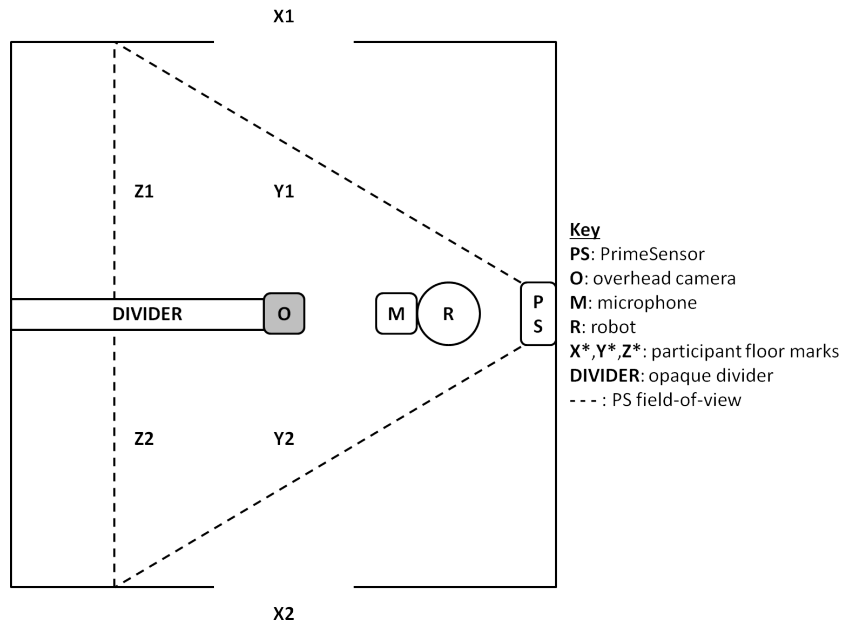 X1
Z1
Y1
DIVIDER
O
M
R
P
S
Z2
Y2
X2
Key
PS: PrimeSensor
O: overhead camera
M: microphone
R: robot
X*,Y*,Z*: participant floor marks
DIVIDER: opaque divider
- - - : PS field-of-view